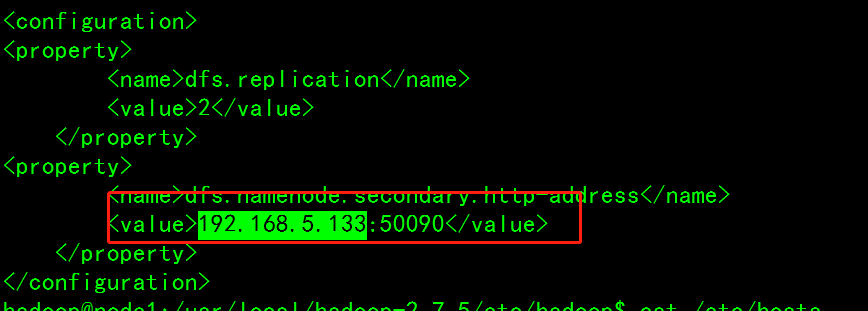 <configuration>
<property>
<name>dfs.replication</name>
<value>2</value>
</property>
<property>
<name>dfs.namenode.secondary.http-address</name>
<value>192.168.5.133:50090</value>
</property>
</configuration>
hadoop@node1:/usr/local/hadoop-2.7.5/etc/hadoop$ cat /etc/hosts